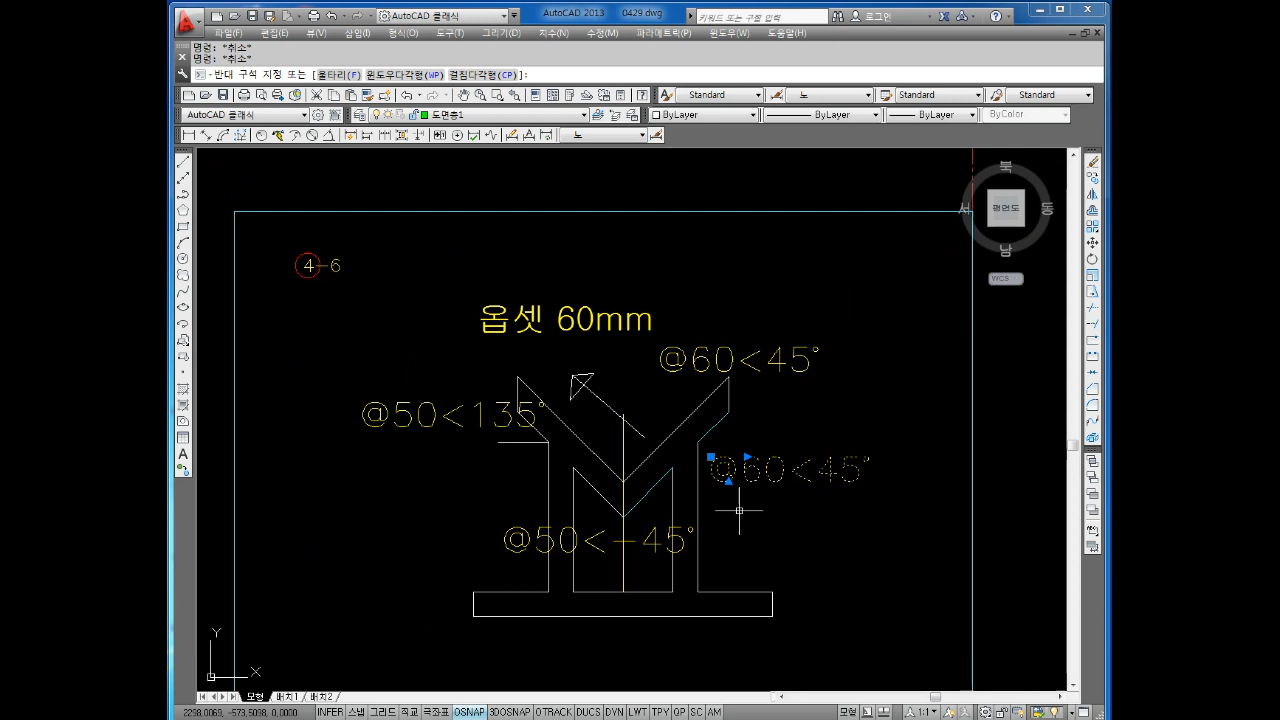 AutoCAD 클래식
AutoCAD 2013 0429.dwg
키워드 또는 구절 입력
로그인
파일(F) 편집(E) 뷰(V) 삽입(I) 형식(O) 도구(T) 그리기(D) 치수(N) 수정(M) 파라메트릭(P) 윈도우(W) 도움말(H)
명령: *취소*
명령: *취소*
반대 구석 지정 또는 [울타리(F) 윈도우다각형(WP) 걸침다각형(CP)]:
Standard
Standard Standard
AutoCAD 클래식
도면층1
ByLayer ByLayer ByLayer ByColor
북
서 평면도 동
남
WCS
4-6
옵셋 60mm
@60<45°
@50<135°
@60<45°
@50<-45°
Y
X
모형 배치1 배치2
2298.0069, -573.5098, 0.0000 INFER 스냅 그리드 직교 극좌표 OSNAP 3DOSNAP OTRACK DUCS DYN LWT TPY QP SC AM 모형 1:1